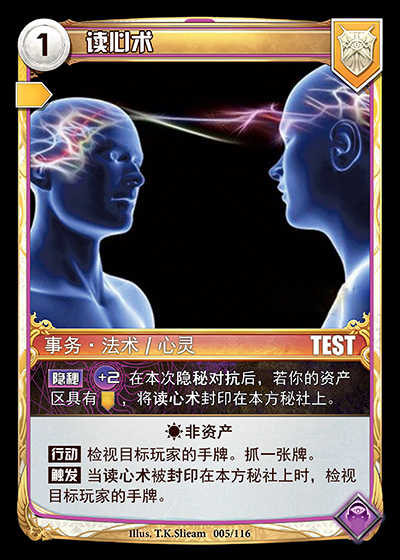 1 读心术
事务·法术/心灵 TEST
隐秘 +2 在本次隐秘对抗后，若你的资产
区具有 ，将读心术封印在本方秘社上。
非资产
行动 检视目标玩家的手牌。抓一张牌。
触发 当读心术被封印在本方秘社上时，检视
目标玩家的手牌。
Illus. T.K.Slieam 005/116